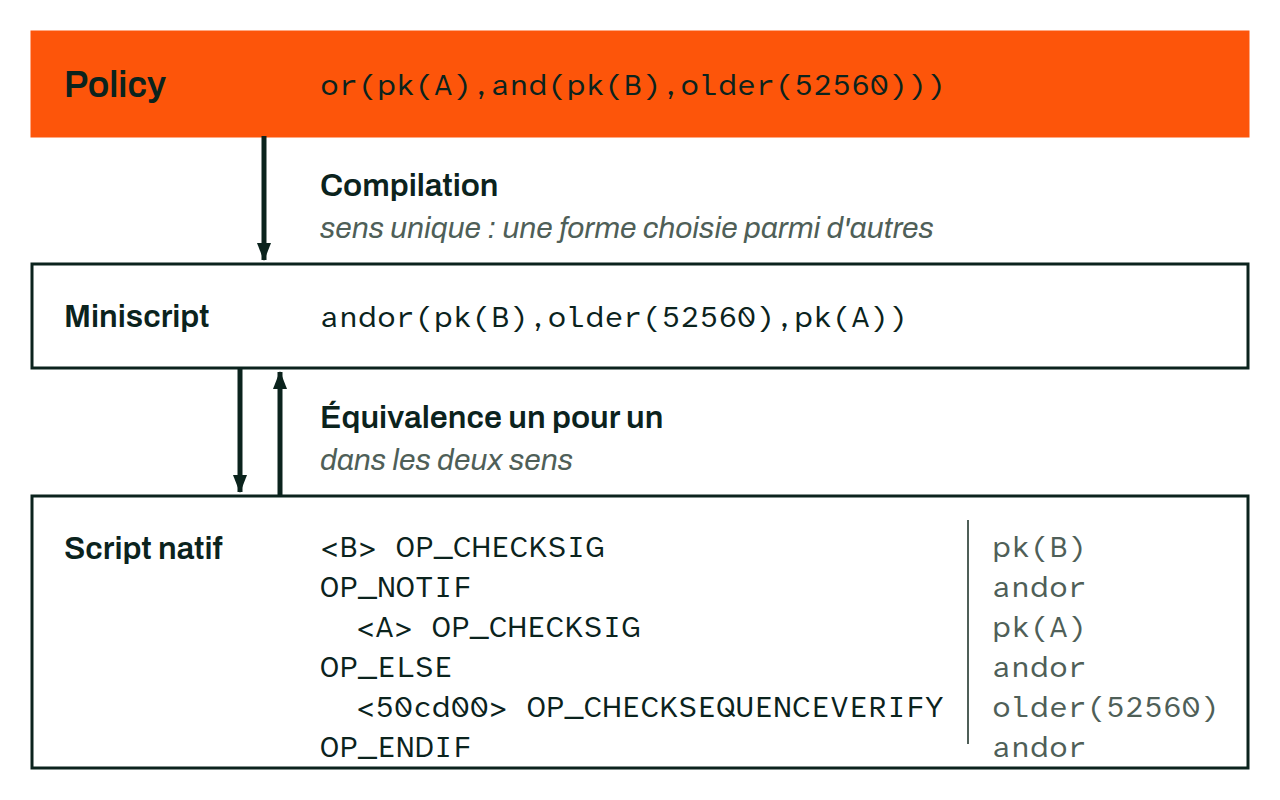 Policy or(pk(A),and(pk(B),older(52560)))
Compilation
sens unique : une forme choisie parmi d'autres
Miniscript andor(pk(B),older(52560),pk(A))
Équivalence un pour un
dans les deux sens
Script natif <B> OP_CHECKSIG pk(B)
OP_NOTIF andor
<A> OP_CHECKSIG pk(A)
OP_ELSE andor
<50cd00> OP_CHECKSEQUENCEVERIFY older(52560)
OP_ENDIF andor